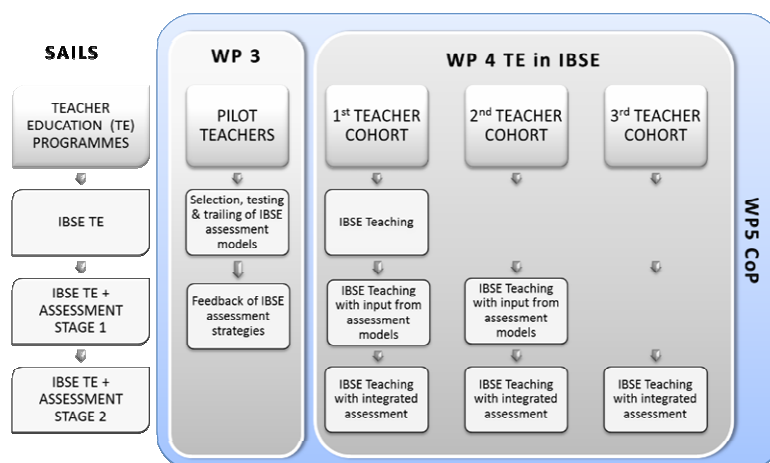 SAILS
TEACHER
EDUCATION (TE)
PROGRAMMES
IBSE TE
IBSE TE +
ASSESSMENT
STAGE 1
IBSE TE +
ASSESSMENT
STAGE 2
WP 3
PILOT
TEACHERS
Selection, testing
& trailing of IBSE
assessment
models
Feedback of IBSE
assessment
strategies
WP 4 TE in IBSE
1st TEACHER
COHORT
IBSE Teaching
IBSE Teaching
with input from
assessment
models
IBSE Teaching
with integrated
assessment
2nd TEACHER
COHORT
IBSE Teaching
with input from
assessment
models
IBSE Teaching
with integrated
assessment
3rd TEACHER
COHORT
IBSE Teaching
with integrated
assessment
WP5 CoP